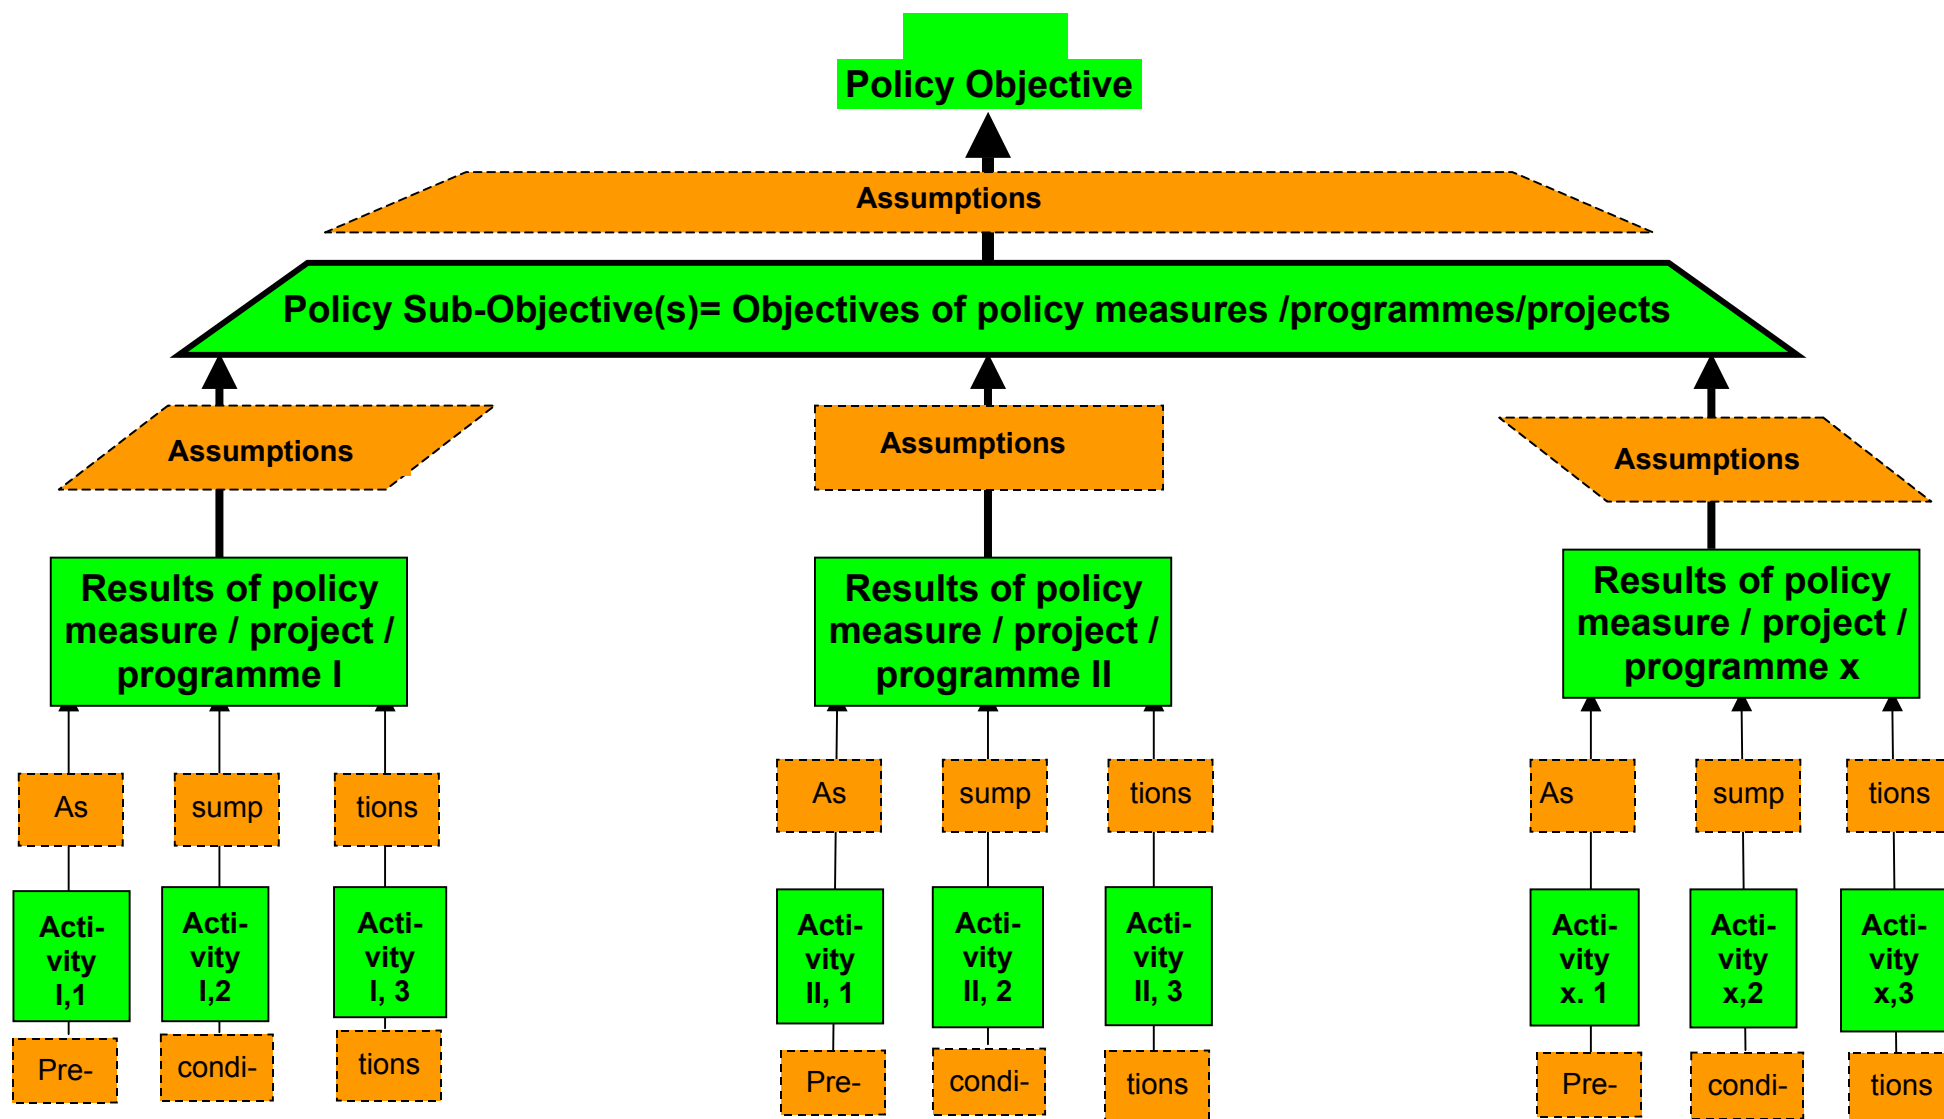 Policy Objective
Assumptions
Policy Sub-Objective(s)= Objectives of policy measures /programmes/projects
Assumptions
Assumptions
Assumptions
Results of policy
measure / project /
programme I
Results of policy
measure / project /
programme II
Results of policy
measure / project /
programme x
As
sump
tions
As
sump
tions
As
sump
tions
Acti-
vity
I,1
Acti-
vity
I,2
Acti-
vity
I, 3
Acti-
vity
II, 1
Acti-
vity
II, 2
Acti-
vity
II, 3
Acti-
vity
x. 1
Acti-
vity
x,2
Acti-
vity
x,3
Pre-
condi-
tions
Pre-
condi-
tions
Pre-
condi-
tions